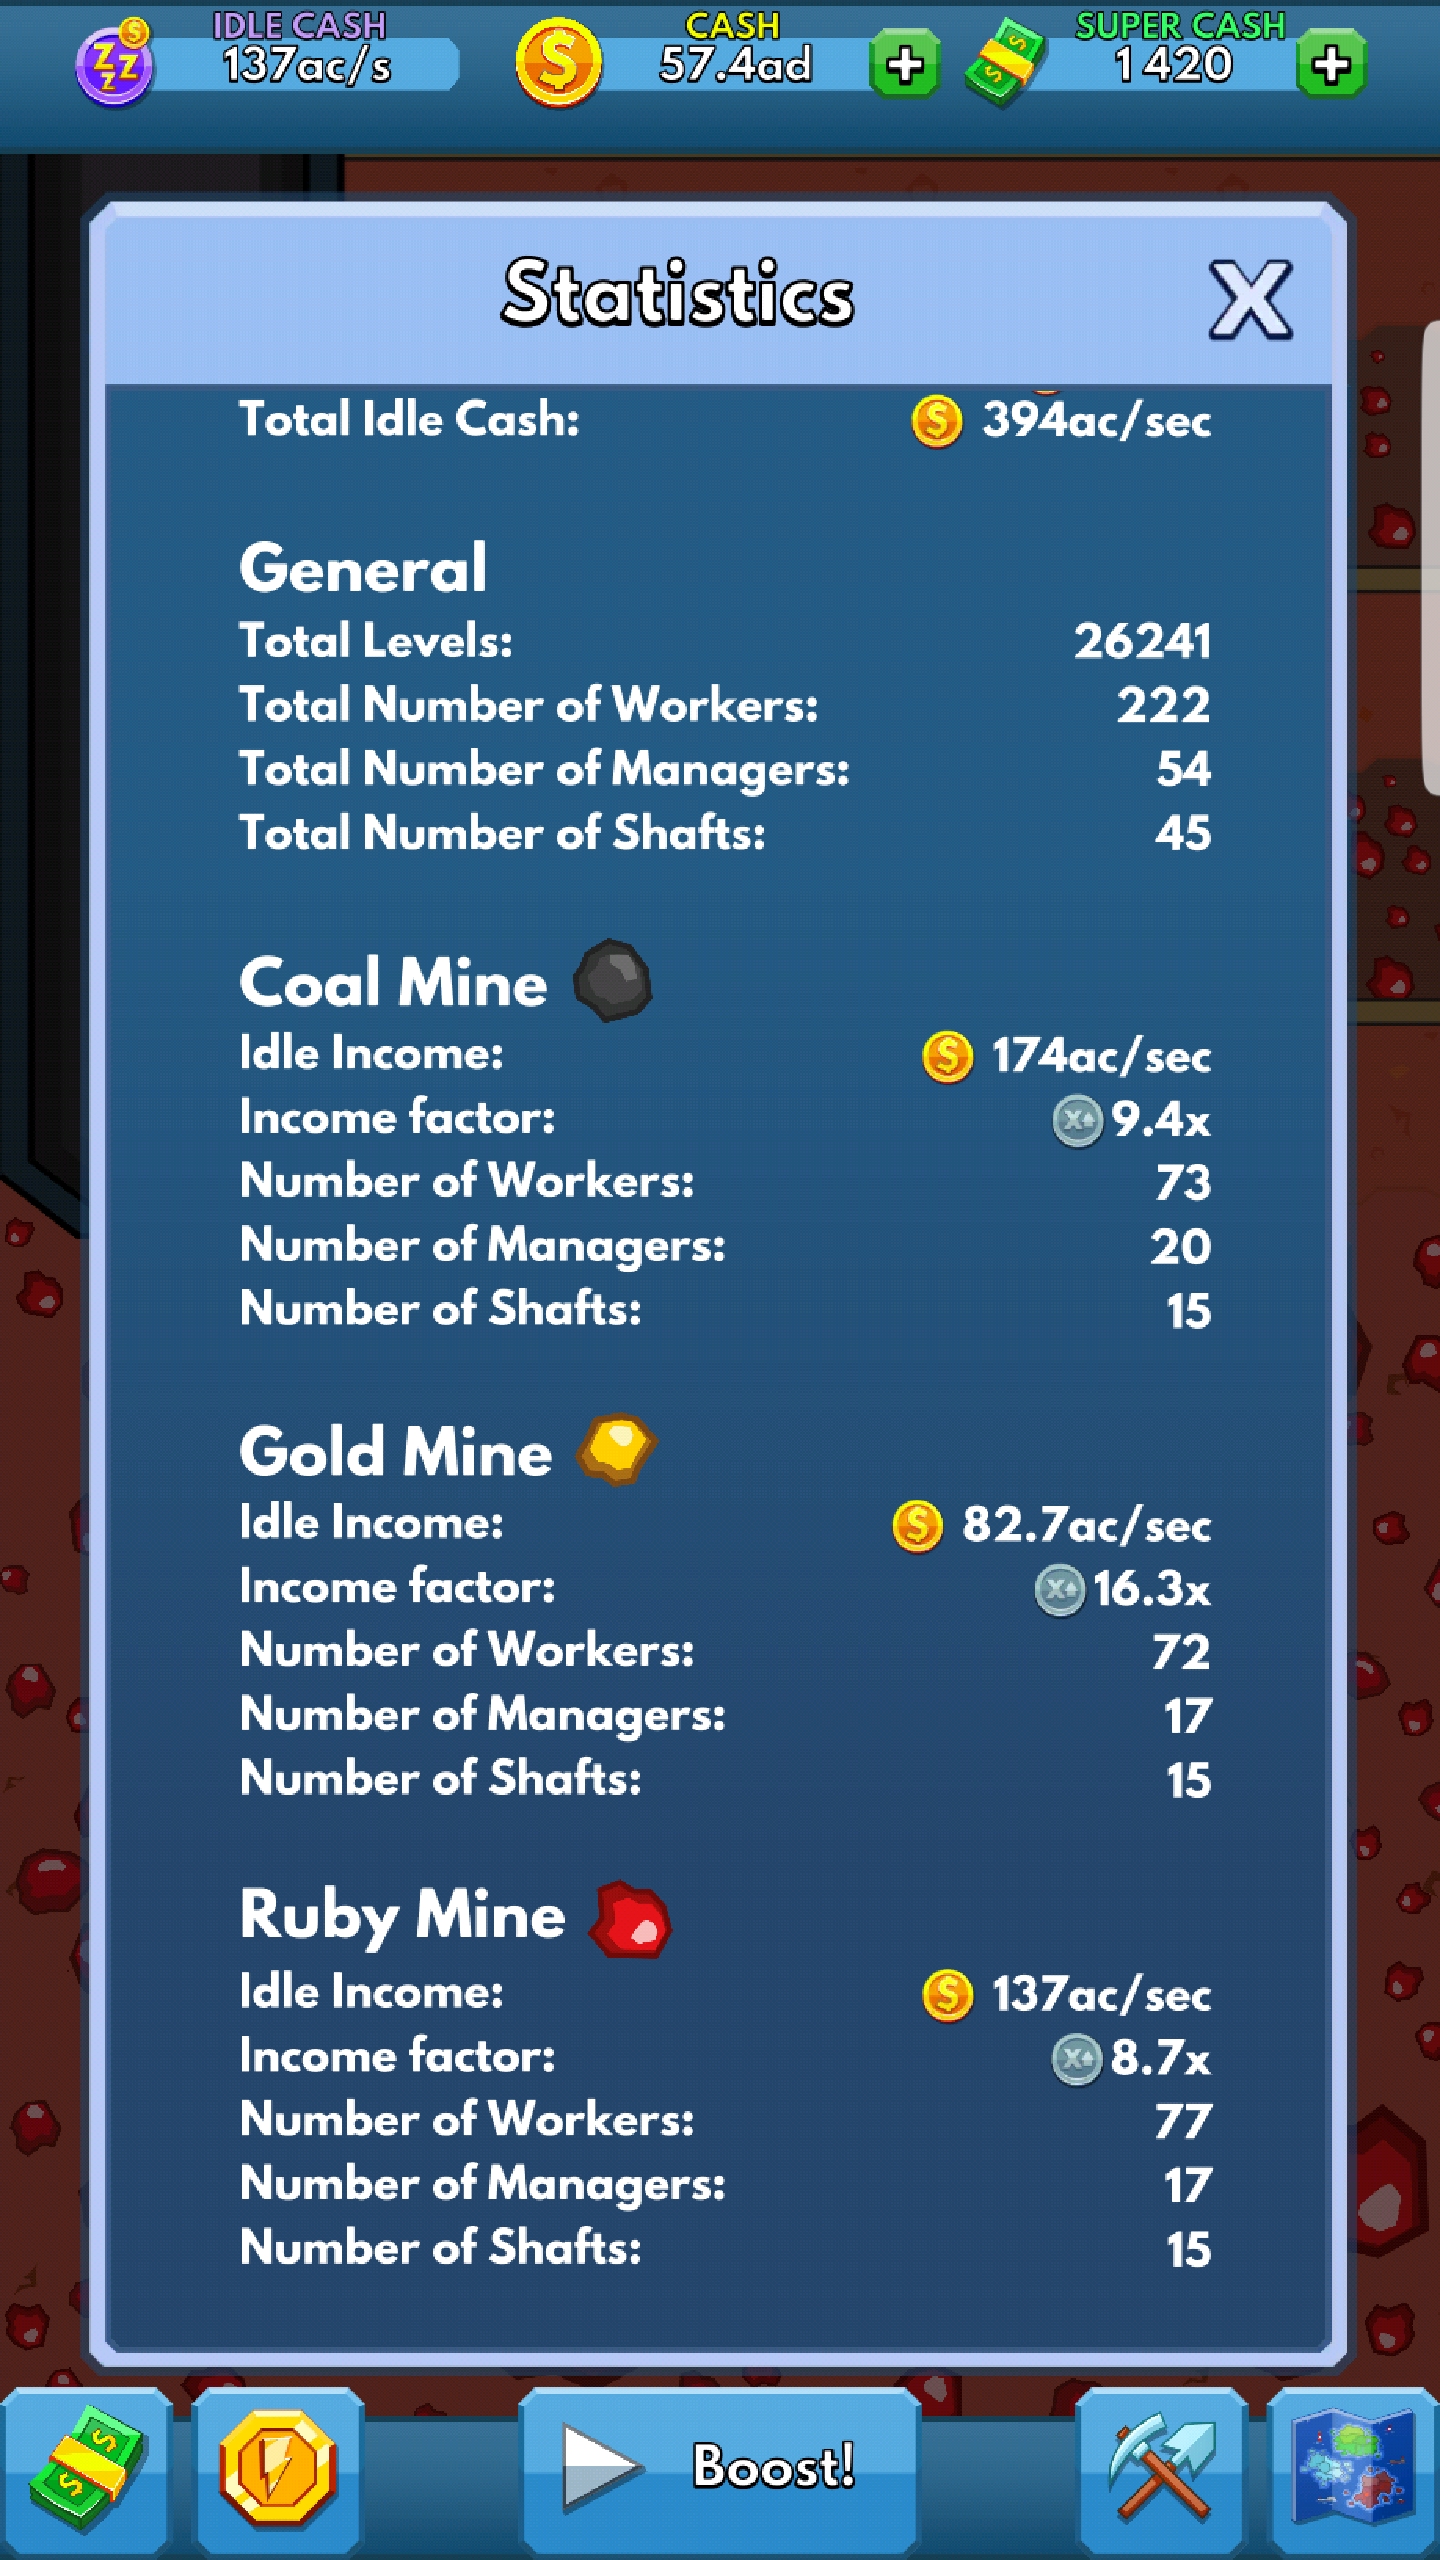 IDLE CASH CASH SUPER CASH
137ac/s 57.4ad 1 420
Statistics X
Total Idle Cash: 394ac/sec
General
Total Levels: 26241
Total Number of Workers: 222
Total Number of Managers: 54
Total Number of Shafts: 45
Coal Mine
Idle Income: 174ac/sec
Income factor: 9.4x
Number of Workers: 73
Number of Managers: 20
Number of Shafts: 15
Gold Mine
Idle Income: 82.7ac/sec
Income factor: 16.3x
Number of Workers: 72
Number of Managers: 17
Number of Shafts: 15
Ruby Mine
Idle Income: 137ac/sec
Income factor: 8.7x
Number of Workers: 77
Number of Managers: 17
Number of Shafts: 15
Boost!